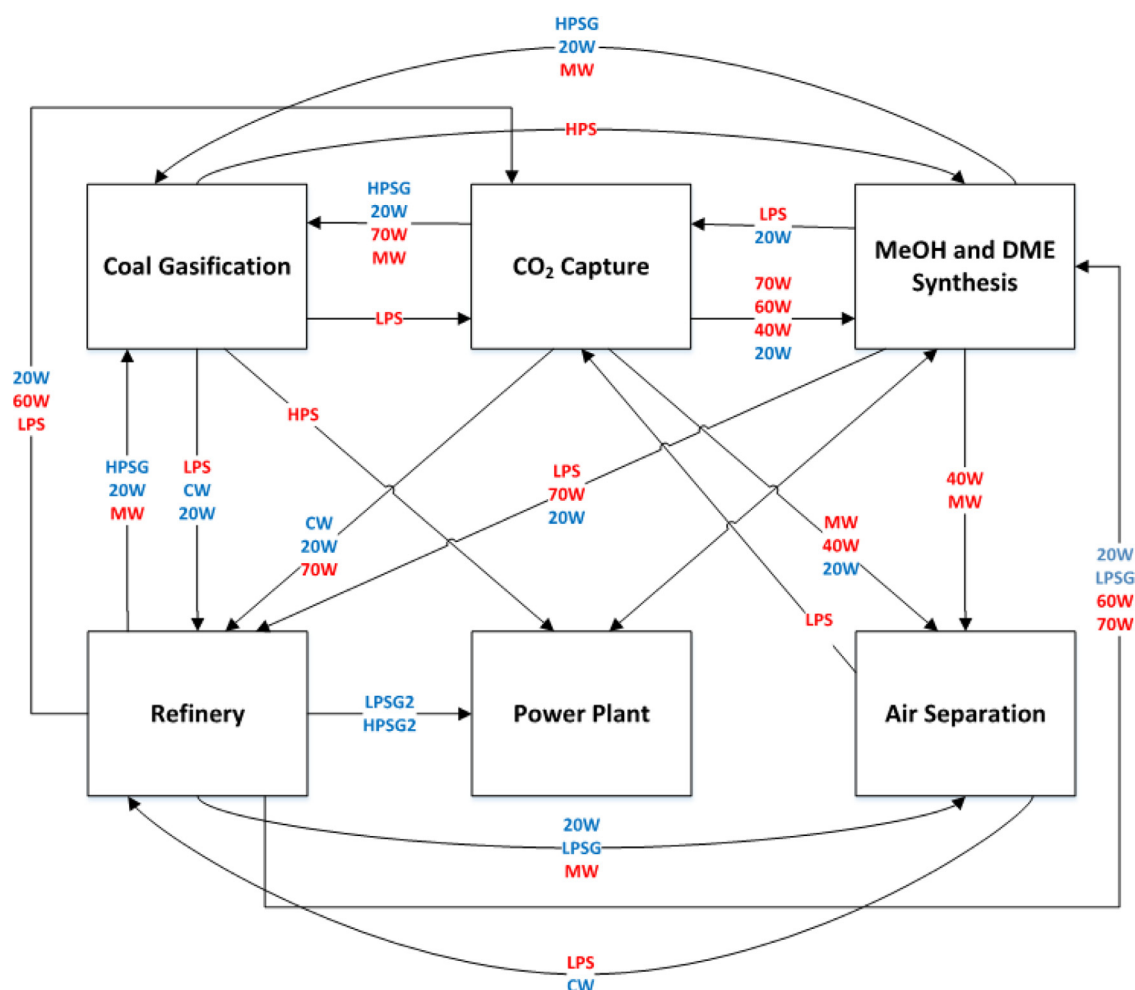 HPSG
20W
MW
HPS
Coal Gasification
HPSG
20W
70W
MW
CO₂ Capture
LPS
20W
MeOH and DME
Synthesis
LPS
70W
60W
40W
20W
20W
60W
LPS
HPSG
20W
MW
LPS
CW
20W
HPS
CW
20W
70W
LPS
70W
20W
MW
40W
20W
40W
MW
LPS
20W
LPSG
60W
70W
Refinery
LPSG2
HPSG2
Power Plant
Air Separation
20W
LPSG
MW
LPS
CW